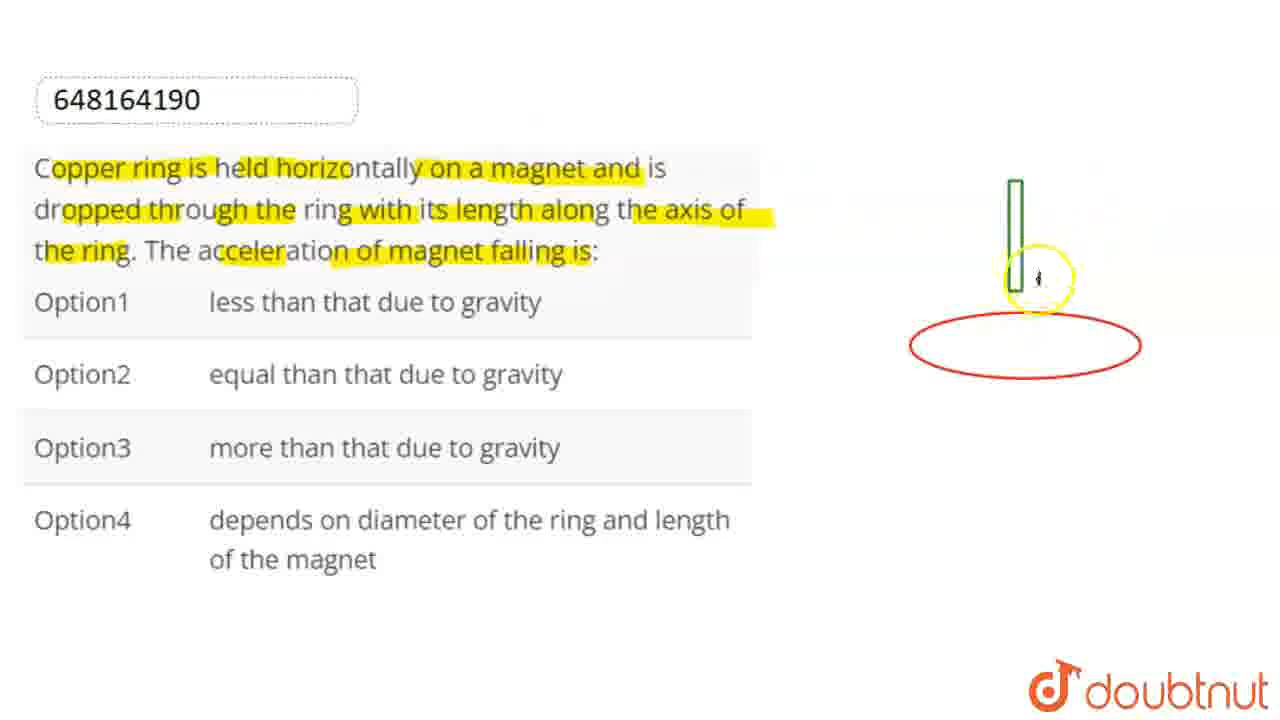 648164190
Copper ring is held horizontally on a magnet and is
dropped through the ring with its length along the axis of
the ring. The acceleration of magnet falling is:
Option1 less than that due to gravity
Option2 equal than that due to gravity
Option3 more than that due to gravity
Option4 depends on diameter of the ring and length
of the magnet
doubtnut